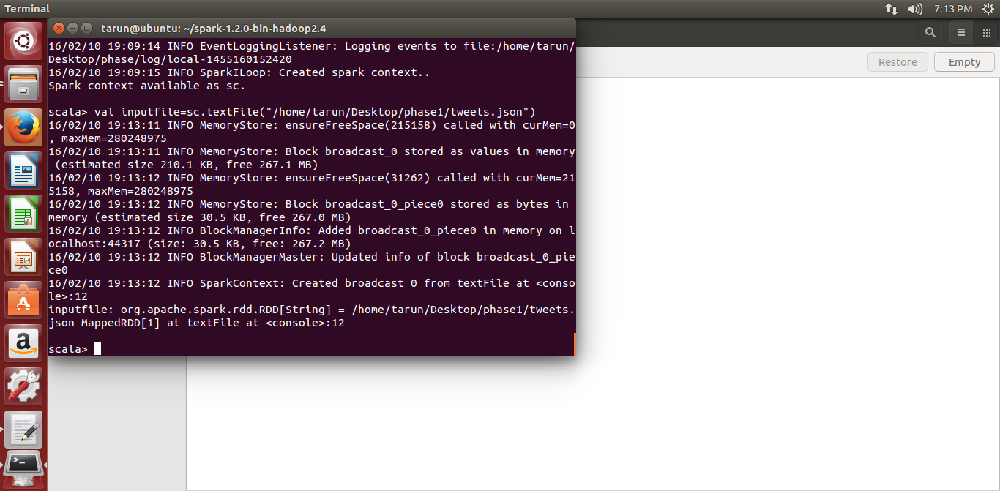 Terminal
7:13 PM
tarun@ubuntu: ~/spark-1.2.0-bin-hadoop2.4
Restore
Empty
16/02/10 19:09:14 INFO EventLoggingListener: Logging events to file:/home/tarun/
Desktop/phase/log/local-1455160152420
16/02/10 19:09:15 INFO SparkILoop: Created spark context..
Spark context available as sc.
scala> val inputfile=sc.textFile("/home/tarun/Desktop/phase1/tweets.json")
16/02/10 19:13:11 INFO MemoryStore: ensureFreeSpace(215158) called with curMem=0
, maxMem=280248975
16/02/10 19:13:11 INFO MemoryStore: Block broadcast_0 stored as values in memory
(estimated size 210.1 KB, free 267.1 MB)
16/02/10 19:13:12 INFO MemoryStore: ensureFreeSpace(31262) called with curMem=21
5158, maxMem=280248975
16/02/10 19:13:12 INFO MemoryStore: Block broadcast_0_piece0 stored as bytes in
memory (estimated size 30.5 KB, free 267.0 MB)
16/02/10 19:13:12 INFO BlockManagerInfo: Added broadcast_0_piece0 in memory on l
ocalhost:44317 (size: 30.5 KB, free: 267.2 MB)
16/02/10 19:13:12 INFO BlockManagerMaster: Updated info of block broadcast_0_pie
ce0
16/02/10 19:13:12 INFO SparkContext: Created broadcast 0 from textFile at <conso
le>:12
inputfile: org.apache.spark.rdd.RDD[String] = /home/tarun/Desktop/phase1/tweets.
json MappedRDD[1] at textFile at <console>:12
scala>